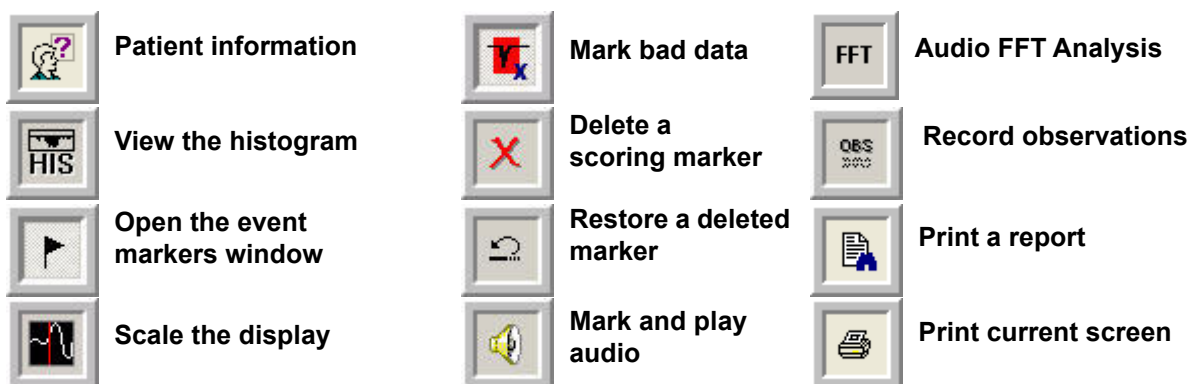 ?
Patient information
HIS
View the histogram
Open the event
markers window
Scale the display
X
Mark bad data
Delete a
scoring marker
Restore a deleted
marker
Mark and play
audio
FFT
Audio FFT Analysis
OBS
Record observations
Print a report
Print current screen